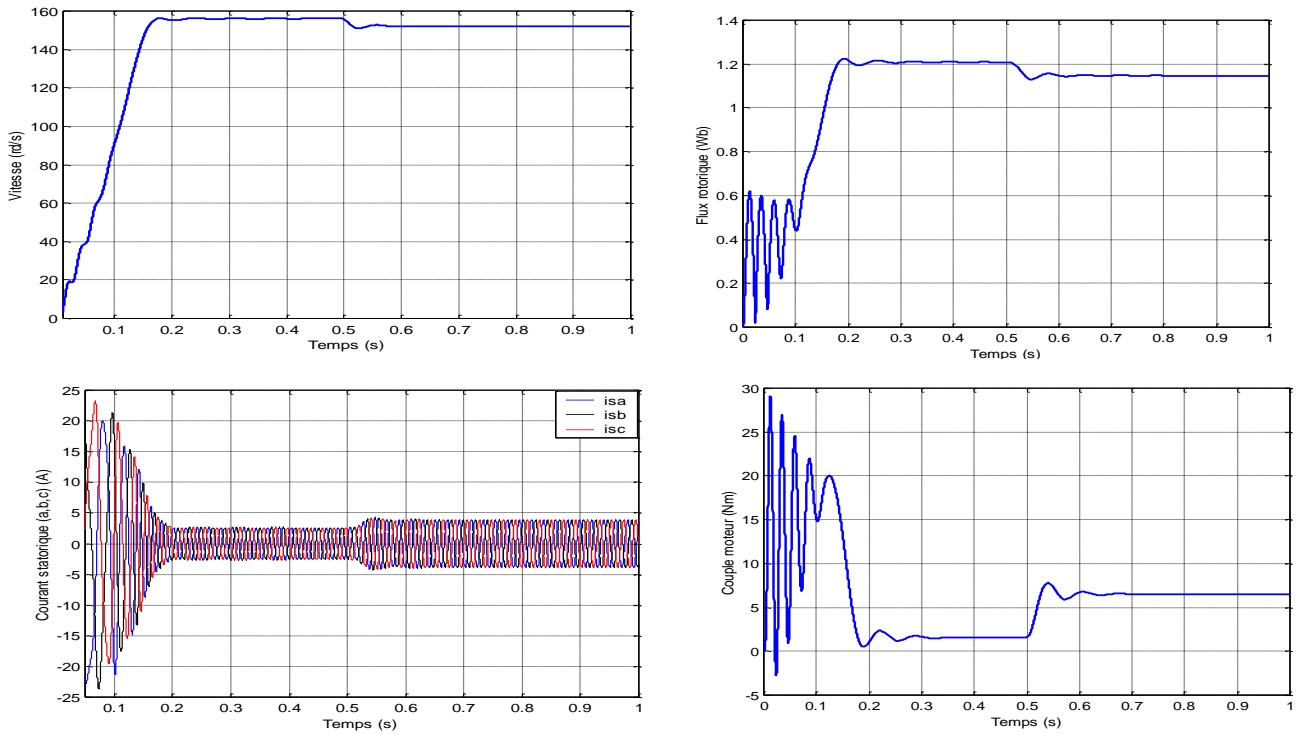 160
140
120
100
80
60
40
20
0
Vitesse (rd/s)
0.1 0.2 0.3 0.4 0.5 0.6 0.7 0.8 0.9 1
Temps (s)
1.4
1.2
1
0.8
0.6
0.4
0.2
0
Flux rotorique (Wb)
0 0.1 0.2 0.3 0.4 0.5 0.6 0.7 0.8 0.9 1
Temps (s)
25
20
15
10
5
0
-5
-10
-15
-20
-25
Courant statorique (a,b,c) (A)
isa
isb
isc
0.1 0.2 0.3 0.4 0.5 0.6 0.7 0.8 0.9 1
Temps (s)
30
25
20
15
10
5
0
-5
Couple moteur (Nm)
0 0.1 0.2 0.3 0.4 0.5 0.6 0.7 0.8 0.9 1
Temps (s)